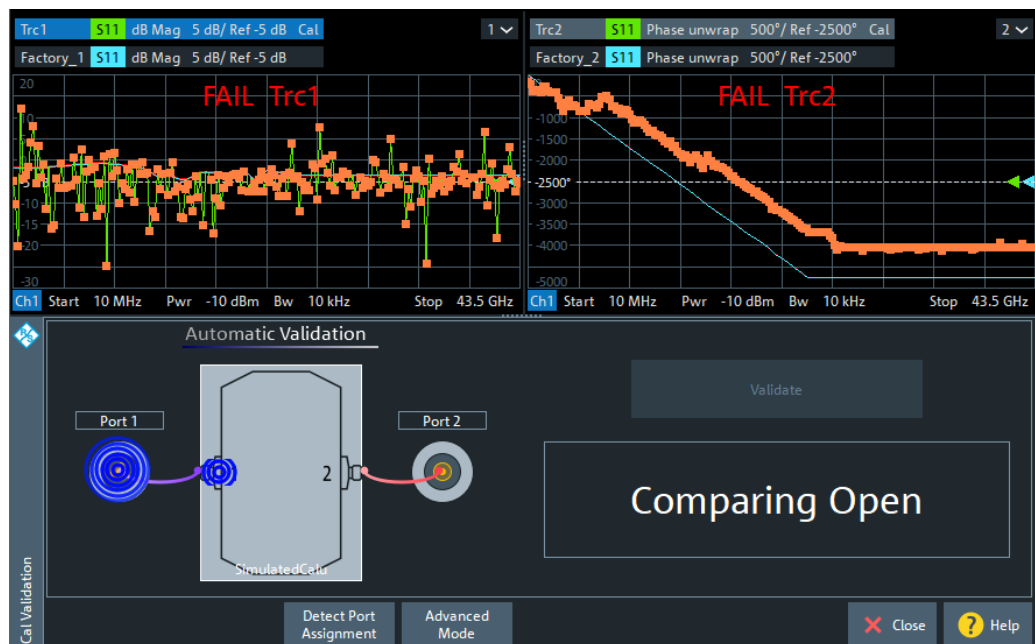 Trc1 S11 dB Mag 5 dB/ Ref -5 dB Cal 1
Factory_1 S11 dB Mag 5 dB/ Ref -5 dB
20
FAIL Trc1
10
-5
-10
-15
-20
-30
Ch1 Start 10 MHz Pwr -10 dBm Bw 10 kHz Stop 43.5 GHz
Trc2 S11 Phase unwrap 500°/ Ref -2500° Cal 2
Factory_2 S11 Phase unwrap 500°/ Ref -2500°
FAIL Trc2
-1000
-1500
-2000
-2500°
-3000
-3500
-4000
-5000
Ch1 Start 10 MHz Pwr -10 dBm Bw 10 kHz Stop 43.5 GHz
Cal Validation
Automatic Validation
Port 1
Port 2
2
SimulatedCalu
Validate
Comparing Open
Detect Port
Assignment
Advanced
Mode
Close
? Help